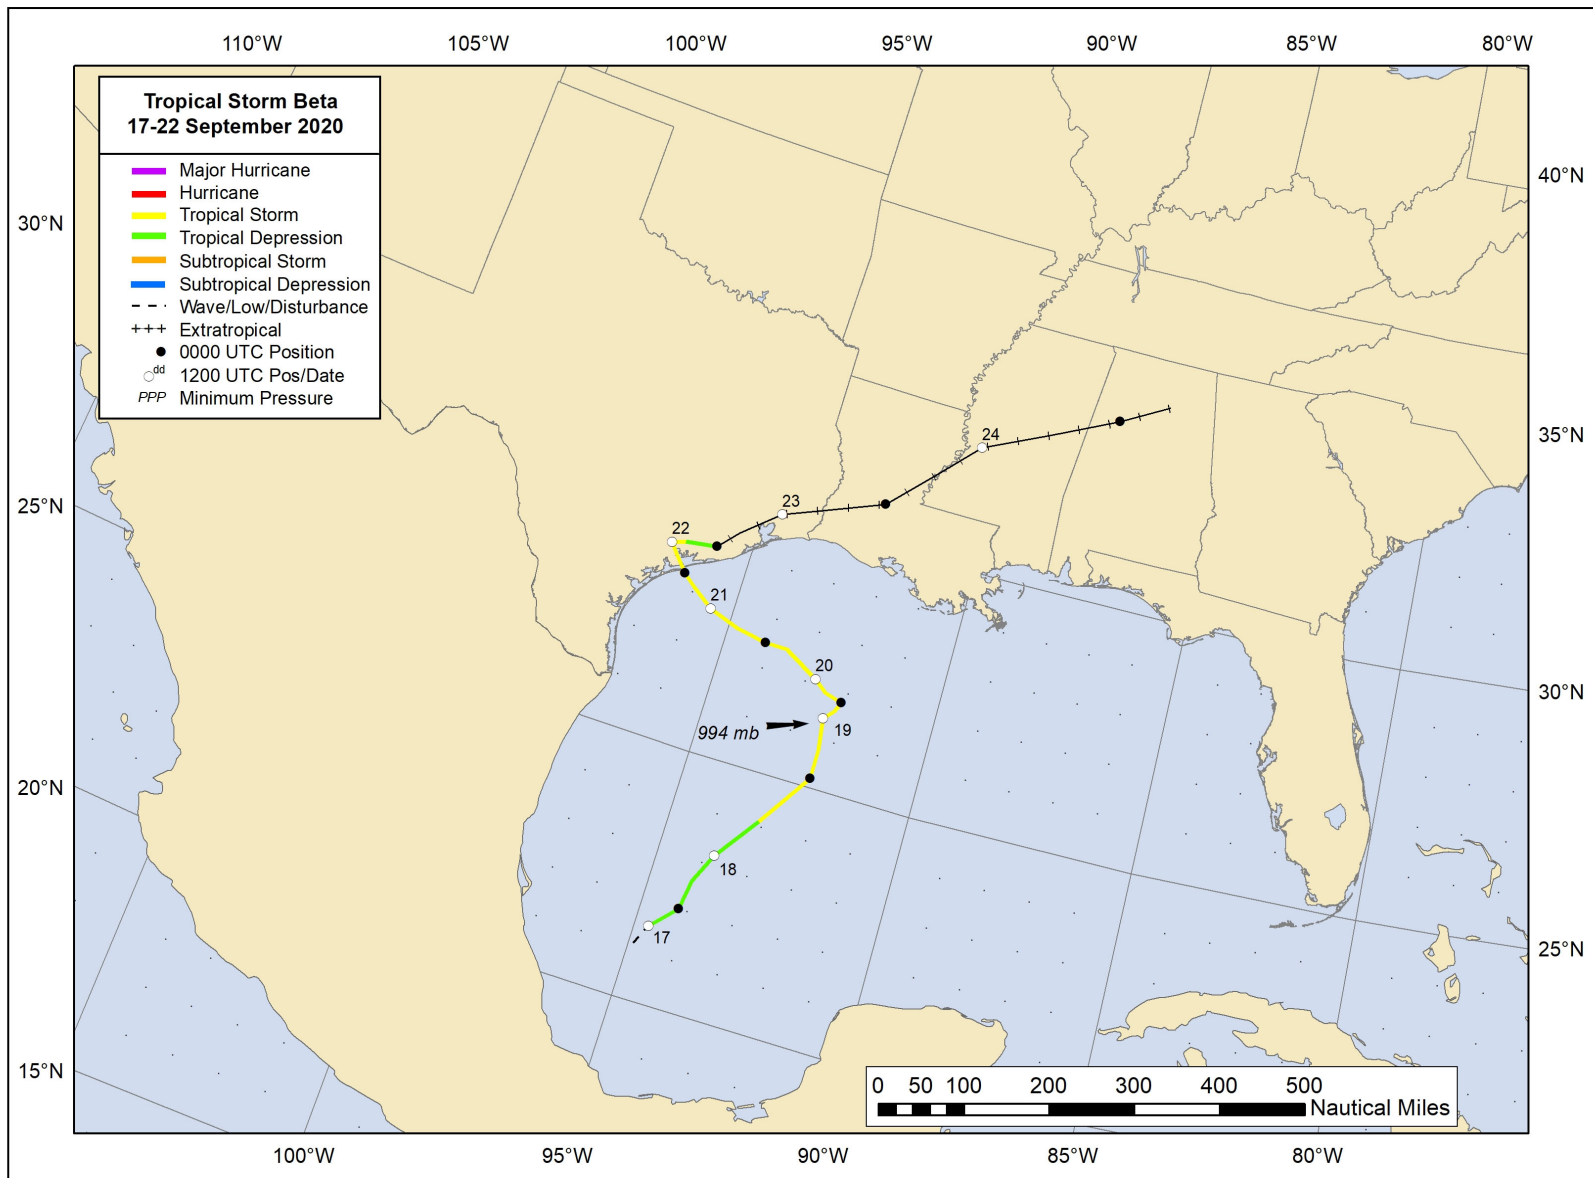 110°W 105°W 100°W 95°W 90°W 85°W 80°W
Tropical Storm Beta
17-22 September 2020
Major Hurricane
Hurricane
Tropical Storm
Tropical Depression
Subtropical Storm
Subtropical Depression
Wave/Low/Disturbance
+++ Extratropical
0000 UTC Position
dd 1200 UTC Pos/Date
PPP Minimum Pressure
40°N
30°N
35°N
24
25°N
23
22
21
20
30°N
19
994 mb
20°N
18
17
25°N
15°N
0 50 100 200 300 400 500
Nautical Miles
100°W 95°W 90°W 85°W 80°W